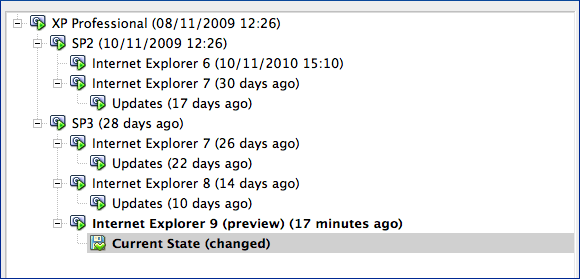 XP Professional (08/11/2009 12:26)
SP2 (10/11/2009 12:26)
Internet Explorer 6 (10/11/2010 15:10)
Internet Explorer 7 (30 days ago)
Updates (17 days ago)
SP3 (28 days ago)
Internet Explorer 7 (26 days ago)
Updates (22 days ago)
Internet Explorer 8 (14 days ago)
Updates (10 days ago)
Internet Explorer 9 (preview) (17 minutes ago)
Current State (changed)